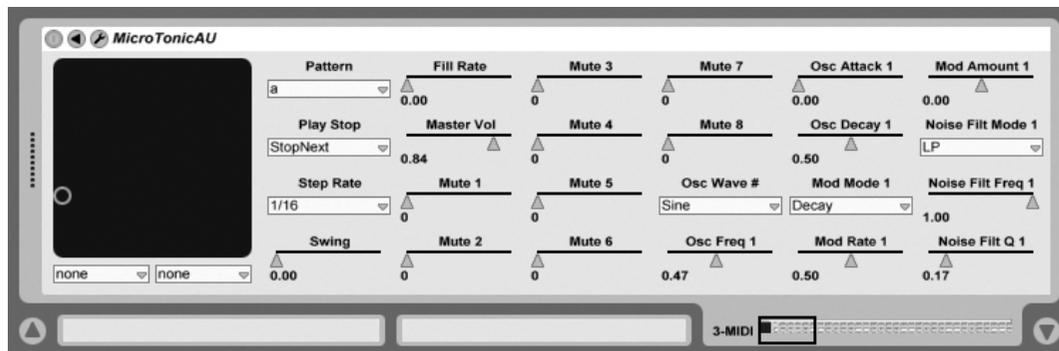 MicroTonicAU
Pattern Fill Rate Mute 3 Mute 7 Osc Attack 1 Mod Amount 1
a 0.00 0 0 0.00 0.00
Play Stop Master Vol Mute 4 Mute 8 Osc Decay 1 Noise Filt Mode 1
StopNext 0.84 0 0 0.50 LP
Step Rate Mute 1 Mute 5 Osc Wave # Mod Mode 1 Noise Filt Freq 1
1/16 0 0 Sine Decay 1.00
Swing Mute 2 Mute 6 Osc Freq 1 Mod Rate 1 Noise Filt Q 1
none none 0.00 0 0 0.47 0.50 0.17
3-MIDI